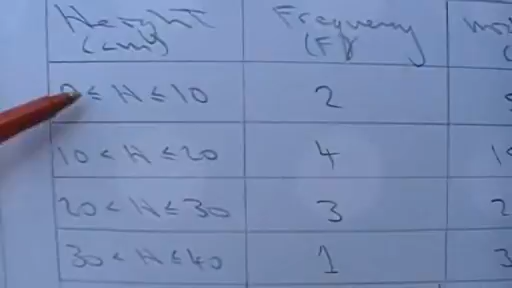 Height Frequency
(cm) (F)
0 ≤ H ≤ 10 2
10 < H ≤ 20 4
20 < H ≤ 30 3
30 < H ≤ 40 1